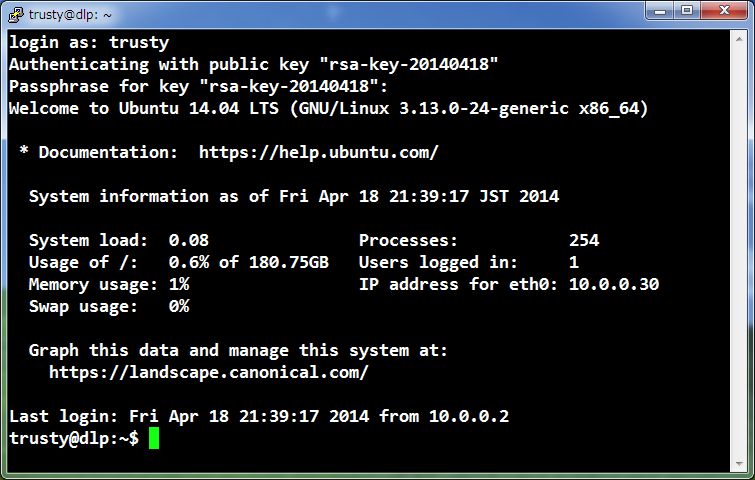 trusty@dlp: ~
login as: trusty
Authenticating with public key "rsa-key-20140418"
Passphrase for key "rsa-key-20140418":
Welcome to Ubuntu 14.04 LTS (GNU/Linux 3.13.0-24-generic x86_64)
* Documentation:  https://help.ubuntu.com/
System information as of Fri Apr 18 21:39:17 JST 2014
System load:  0.08                Processes:           254
Usage of /:   0.6% of 180.75GB   Users logged in:     1
Memory usage: 1%                 IP address for eth0: 10.0.0.30
Swap usage:   0%
Graph this data and manage this system at:
https://landscape.canonical.com/
Last login: Fri Apr 18 21:39:17 2014 from 10.0.0.2
trusty@dlp:~$